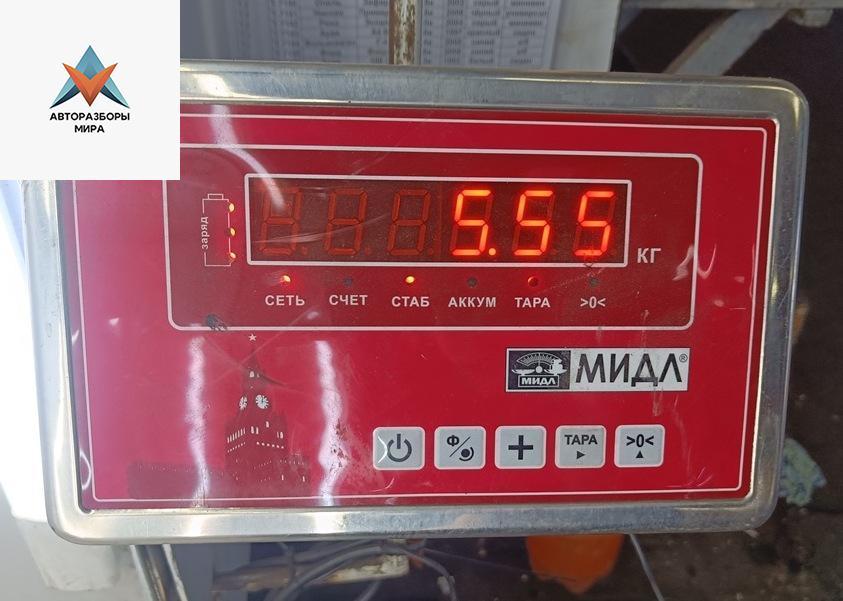 АВТОРАЗБОРЫ
МИРА
заряд
5.55
КГ
СЕТЬ СЧЕТ СТАБ АККУМ ТАРА >0<
МИДЛ
МИДЛ®
Ф
+
ТАРА
>0<